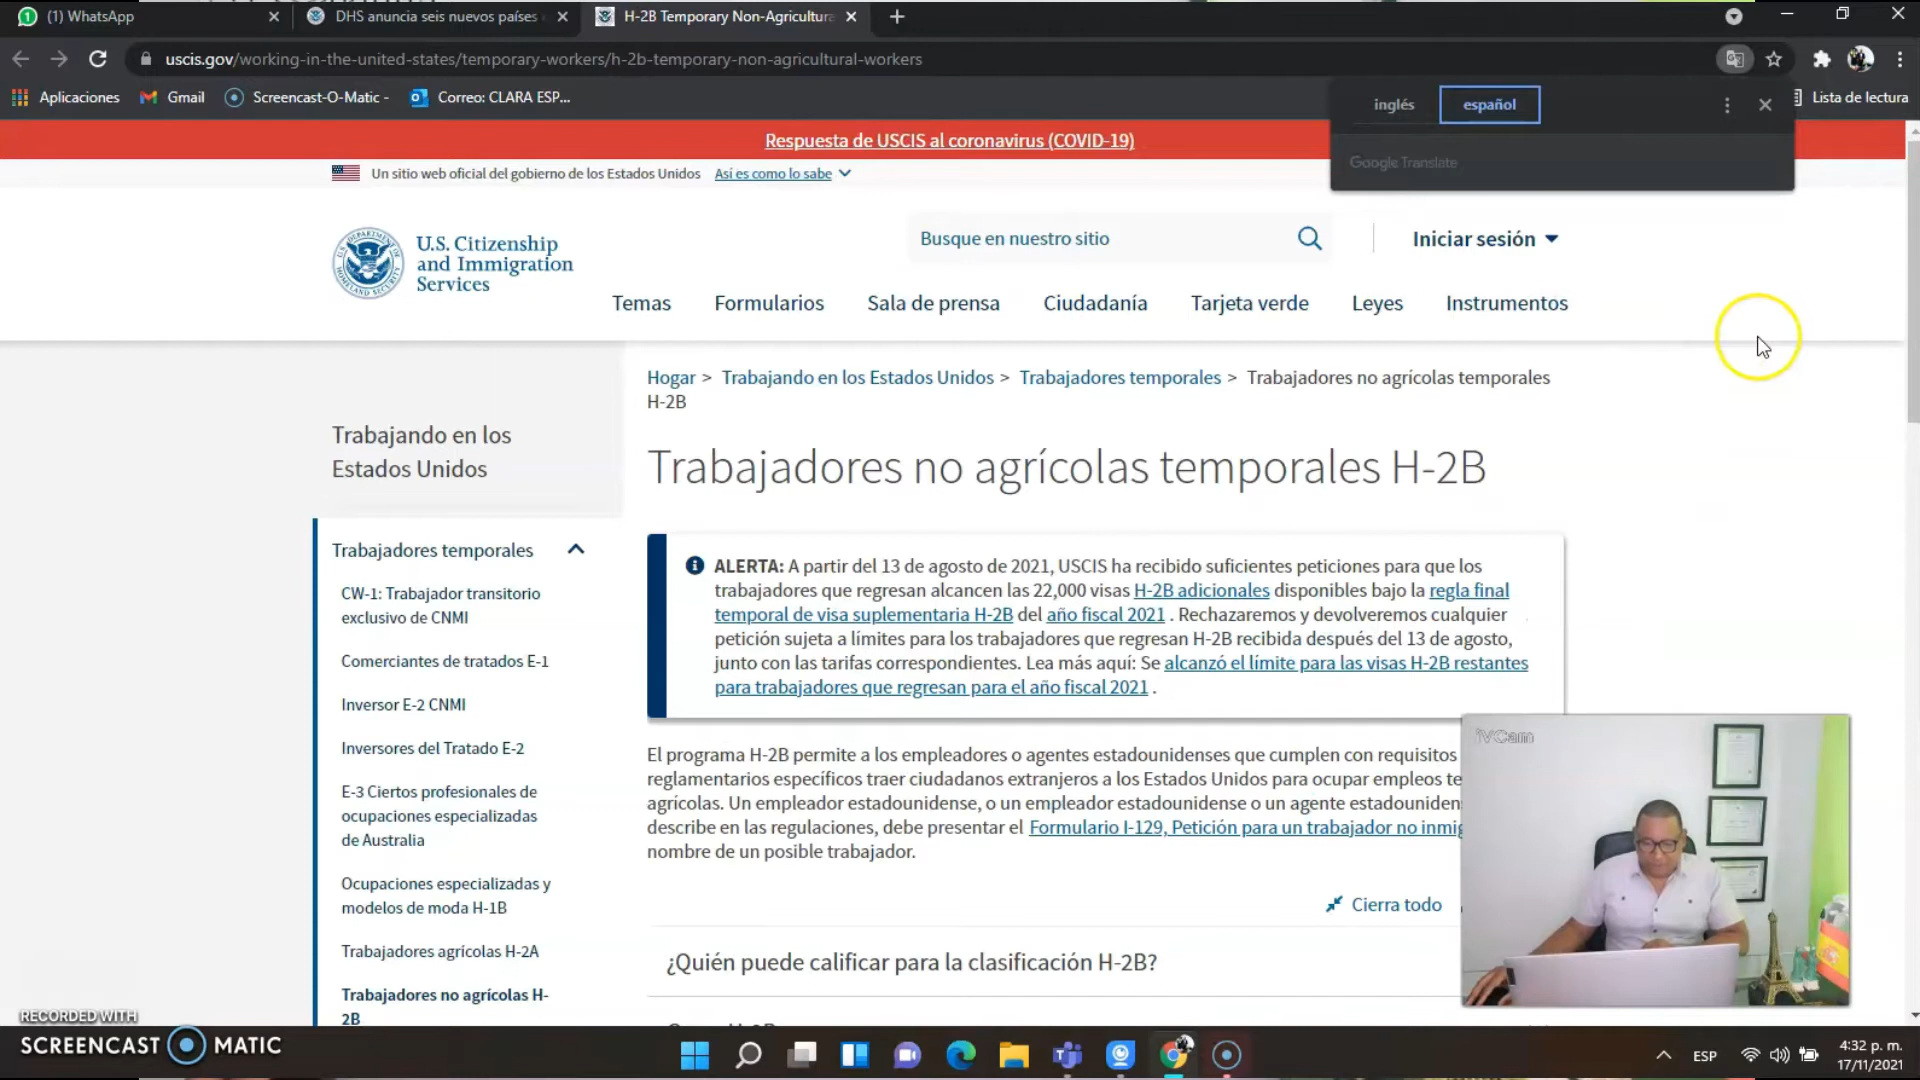 (1) WhatsApp
DHS anuncia seis nuevos países
H-2B Temporary Non-Agricultura
uscis.gov/working-in-the-united-states/temporary-workers/h-2b-temporary-non-agricultural-workers
Aplicaciones
Gmail
Screencast-O-Matic -
Correo: CLARA ESP...
Lista de lectura
inglés
español
Google Translate
Respuesta de USCIS al coronavirus (COVID-19)
Un sitio web oficial del gobierno de los Estados Unidos
Así es como lo sabe
U.S. Citizenship
and Immigration
Services
Busque en nuestro sitio
Iniciar sesión
Temas
Formularios
Sala de prensa
Ciudadanía
Tarjeta verde
Leyes
Instrumentos
Hogar > Trabajando en los Estados Unidos > Trabajadores temporales > Trabajadores no agrícolas temporales
H-2B
Trabajando en los
Estados Unidos
Trabajadores temporales
CW-1: Trabajador transitorio
exclusivo de CNMI
Comerciantes de tratados E-1
Inversor E-2 CNMI
Inversores del Tratado E-2
E-3 Ciertos profesionales de
ocupaciones especializadas
de Australia
Ocupaciones especializadas y
modelos de moda H-1B
Trabajadores agrícolas H-2A
Trabajadores no agrícolas H-
2B
Trabajadores no agrícolas temporales H-2B
ALERTA: A partir del 13 de agosto de 2021, USCIS ha recibido suficientes peticiones para que los
trabajadores que regresan alcancen las 22,000 visas H-2B adicionales disponibles bajo la regla final
temporal de visa suplementaria H-2B del año fiscal 2021 . Rechazaremos y devolveremos cualquier
petición sujeta a límites para los trabajadores que regresan H-2B recibida después del 13 de agosto,
junto con las tarifas correspondientes. Lea más aquí: Se alcanzó el límite para las visas H-2B restantes
para trabajadores que regresan para el año fiscal 2021 .
El programa H-2B permite a los empleadores o agentes estadounidenses que cumplen con requisitos
reglamentarios específicos traer ciudadanos extranjeros a los Estados Unidos para ocupar empleos te
agrícolas. Un empleador estadounidense, o un empleador estadounidense o un agente estadouniden
describe en las regulaciones, debe presentar el Formulario I-129, Petición para un trabajador no inmig
nombre de un posible trabajador.
Cierra todo
¿Quién puede calificar para la clasificación H-2B?
iVCam
RECORDED WITH
SCREENCAST MATIC
ESP
4:32 p. m.
17/11/2021